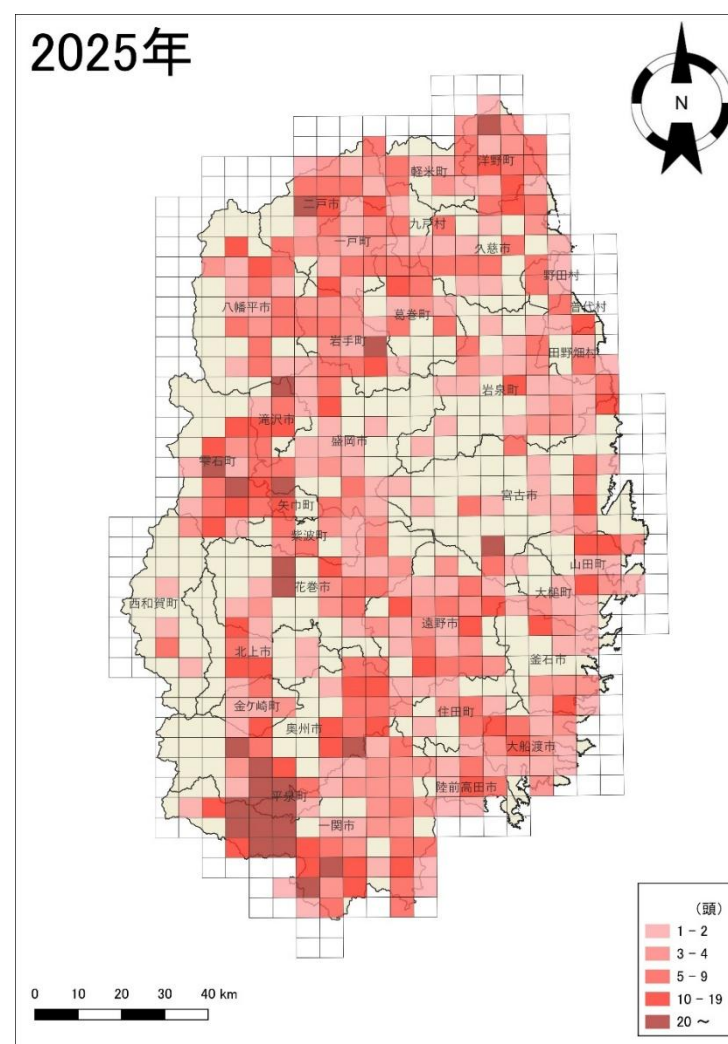 2025年
N
軽米町
洋野町
二戸市
九戸村
一戸町
久慈市
野田村
八幡平市
葛巻町
普代村
岩手町
田野畑村
岩泉町
滝沢市
盛岡市
雫石町
宮古市
矢巾町
紫波町
山田町
花巻市
大槌町
西和賀町
遠野市
北上市
釜石市
金ケ崎町
住田町
奥州市
大船渡市
陸前高田市
平泉町
一関市
(頭)
1 - 2
3 - 4
5 - 9
10 - 19
20 ～
0 10 20 30 40 km